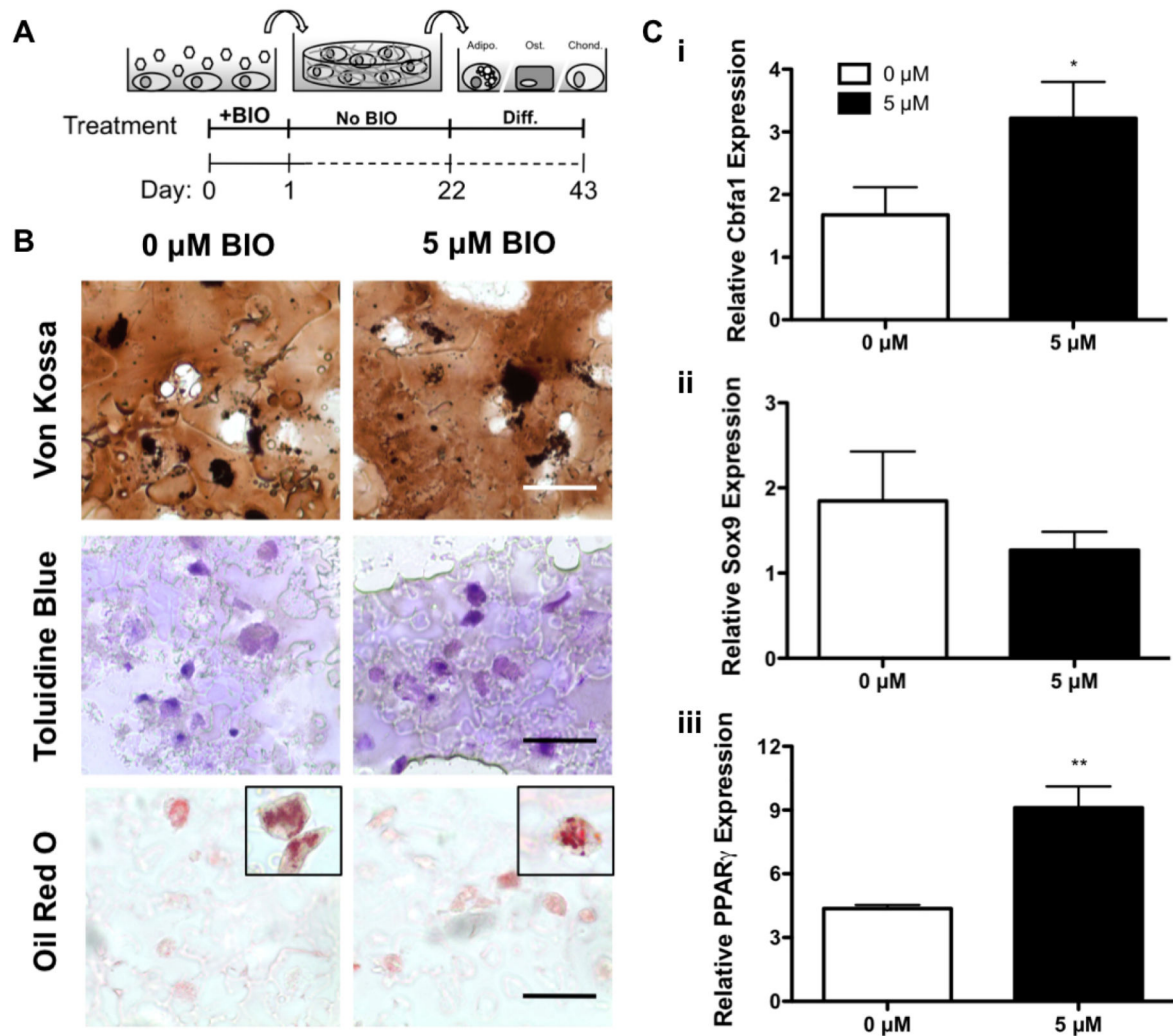 A
Adipo. Ost. Chond.
Treatment
+BIO No BIO Diff.
Day: 0 1 22 43
B
0 µM BIO 5 µM BIO
Von Kossa
Toluidine Blue
Oil Red O
C
i
Relative Cbfa1 Expression
4
3
2
1
0
0 µM
5 µM
*
0 µM 5 µM
ii
Relative Sox9 Expression
3
2
1
0
0 µM 5 µM
iii
Relative PPARγ Expression
12
9
6
3
0
**
0 µM 5 µM